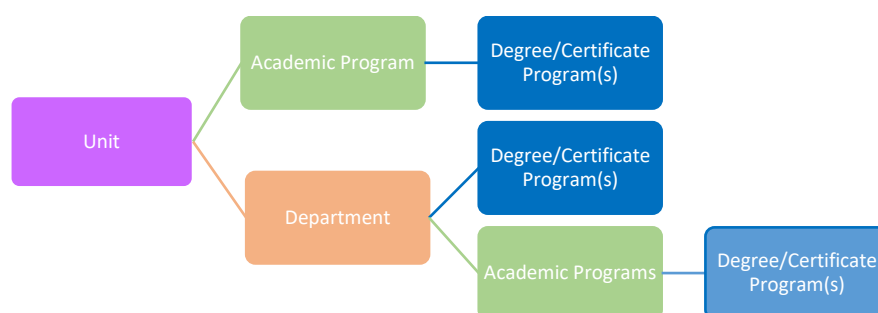 Academic Program
Degree/Certificate
Program(s)
Unit
Degree/Certificate
Program(s)
Department
Academic Programs
Degree/Certificate
Program(s)